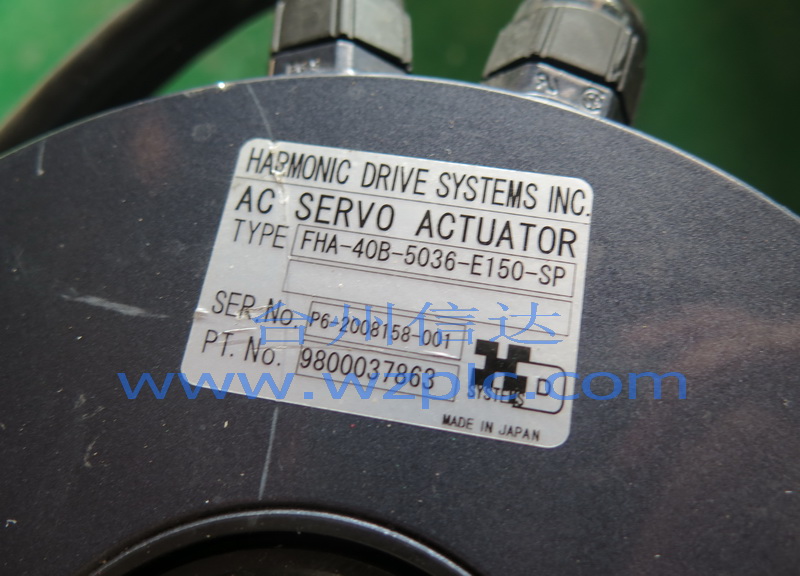 HARMONIC DRIVE SYSTEMS INC.
AC SERVO ACTUATOR
TYPE FHA-40B-5036-E150-SP
SER.No. P6-2008158-001
台州信达
PT. No. 9800037863
www.wzplc.com
SYSTEMS
D
MADE IN JAPAN